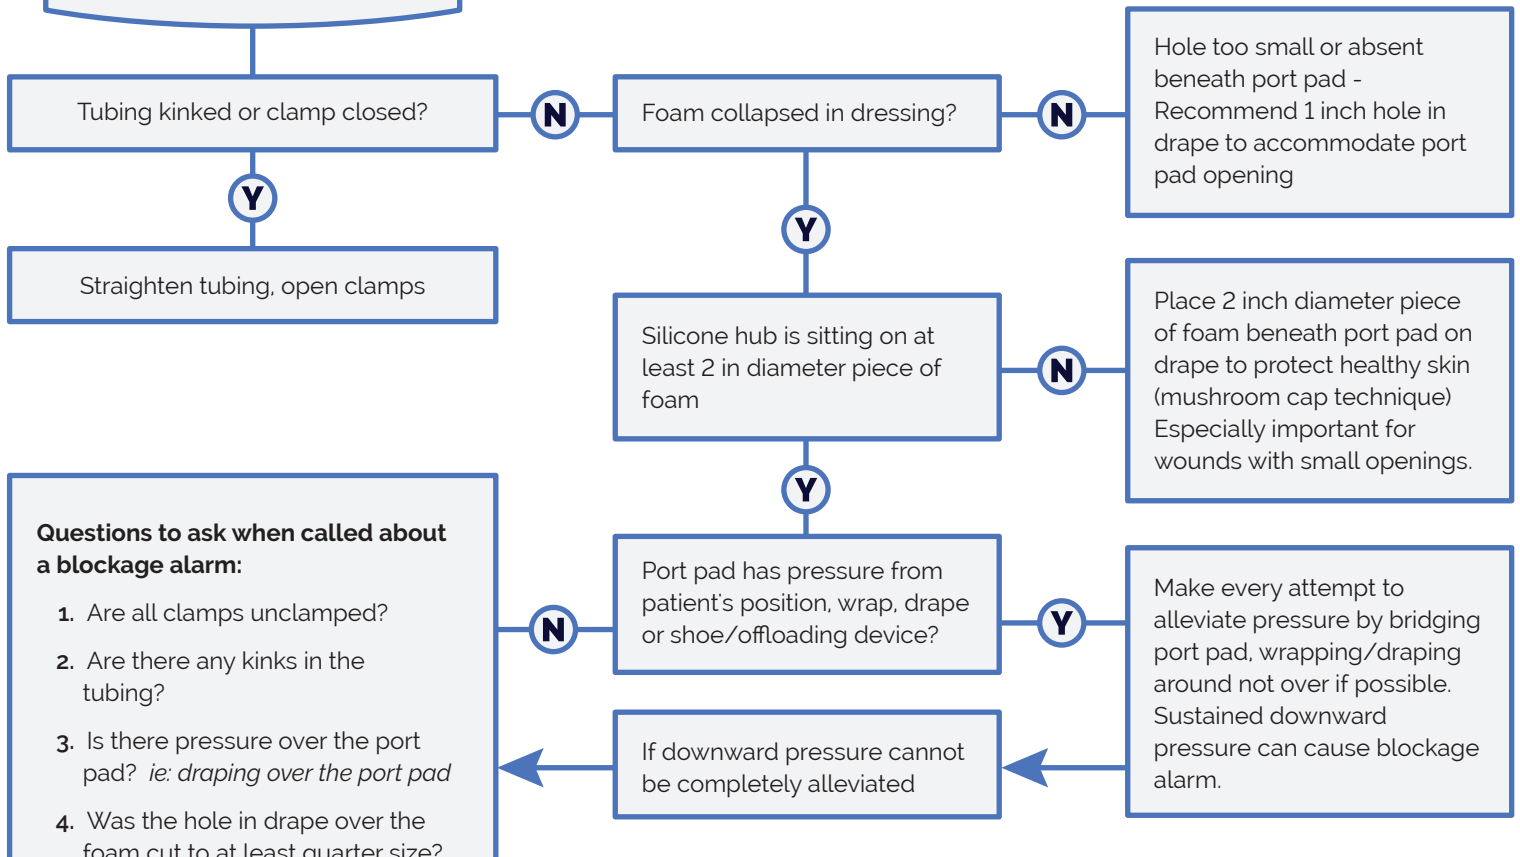 Tubing kinked or clamp closed?
N
Foam collapsed in dressing?
N
Hole too small or absent
beneath port pad -
Recommend 1 inch hole in
drape to accommodate port
pad opening
Y
Straighten tubing, open clamps
Y
Silicone hub is sitting on at
least 2 in diameter piece of
foam
N
Place 2 inch diameter piece
of foam beneath port pad on
drape to protect healthy skin
(mushroom cap technique)
Especially important for
wounds with small openings.
Y
Port pad has pressure from
patient's position, wrap, drape
or shoe/offloading device?
Y
Make every attempt to
alleviate pressure by bridging
port pad, wrapping/draping
around not over if possible.
Sustained downward
pressure can cause blockage
alarm.
If downward pressure cannot
be completely alleviated
N
Questions to ask when called about
a blockage alarm:
1. Are all clamps unclamped?
2. Are there any kinks in the
tubing?
3. Is there pressure over the port
pad? ie: draping over the port pad
4. Was the hole in drape over the
foam cut to at least quarter size?